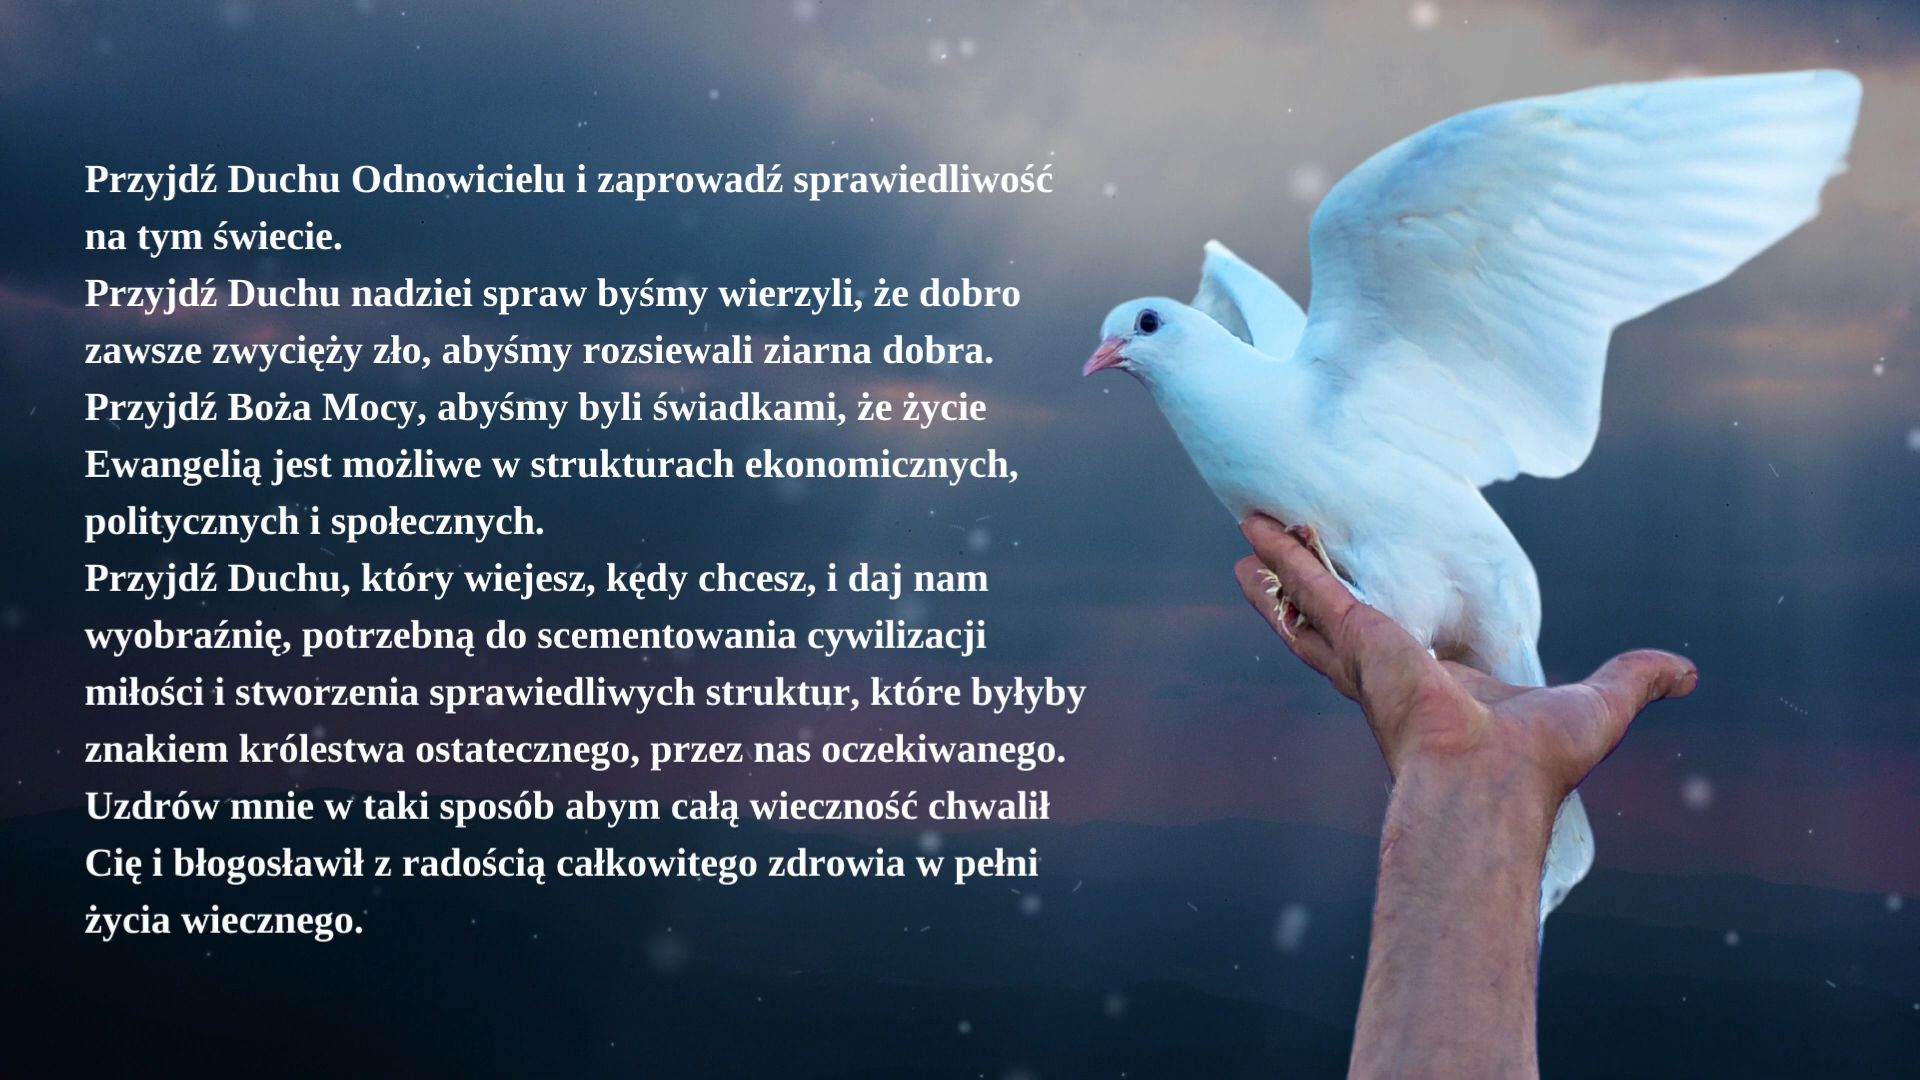 Przyjdź Duchu Odnowicielu i zaprowadź sprawiedliwość
na tym świecie.
Przyjdź Duchu nadziei spraw byśmy wierzyli, że dobro
zawsze zwycięży zło, abyśmy rozsiewali ziarna dobra.
Przyjdź Boża Mocy, abyśmy byli świadkami, że życie
Ewangelią jest możliwe w strukturach ekonomicznych,
politycznych i społecznych.
Przyjdź Duchu, który wiejesz, kędy chcesz, i daj nam
wyobraźnię, potrzebną do scementowania cywilizacji
miłości i stworzenia sprawiedliwych struktur, które byłyby
znakiem królestwa ostatecznego, przez nas oczekiwanego.
Uzdrów mnie w taki sposób abym całą wieczność chwalił
Cię i błogosławił z radością całkowitego zdrowia w pełni
życia wiecznego.